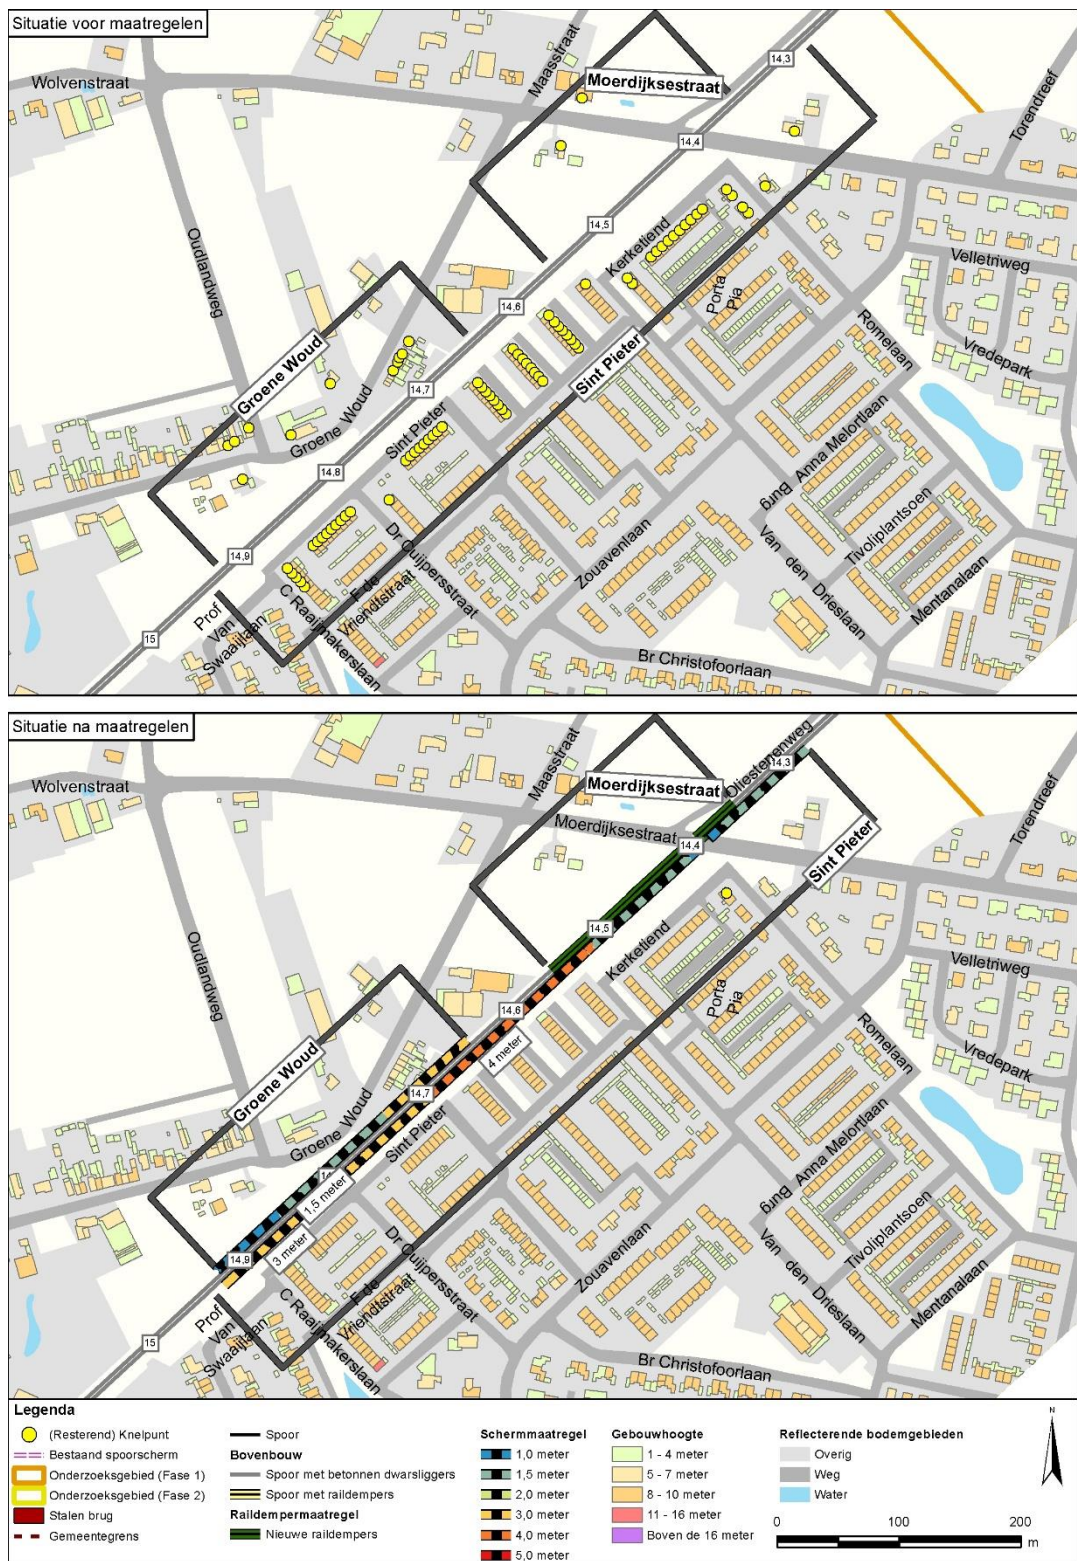 Situatie voor maatregelen
Wolvenstraat
Maasstraat
Moerdijksestraat
14,3
Torendreef
14,4
Oudlandweg
14,5
Kerketiend
Velletriweg
14,6
Porta
Pia
Romelaan
Vredepark
Groene Woud
Sint Pieter
14,7
Groene Woud
Sint Pieter
14,8
Burg Anna Melortlaan
Tivoliplantsoen
Zouavenlaan
Van den
Drieslaan
Mentanalaan
14,9
Dr Cuijpersstraat
F de
Vriendtstraat
C Raaijmakerslaan
Prof
Van
Swaaijlaan
15
Br Christofoorlaan
Situatie na maatregelen
Oliestenenweg
Wolvenstraat
Maasstraat
Moerdijksestraat
14,3
Moerdijksestraat
Torendreef
14,4
Sint Pieter
Oudlandweg
14,5
Kerketiend
Velletriweg
14,6
Porta
Pia
Romelaan
4 meter
Vredepark
Groene Woud
14,7
Groene Woud
Sint Pieter
1,5 meter
Burg Anna Melortlaan
Tivoliplantsoen
3 meter
14,9
Zouavenlaan
Van den
Drieslaan
Mentanalaan
Dr Cuijpersstraat
F de
Vriendtstraat
C Raaijmakerslaan
Prof
Van
Swaaijlaan
15
Br Christofoorlaan
Legenda
(Resterend) Knelpunt
Bestaand spoorscherm
Onderzoeksgebied (Fase 1)
Onderzoeksgebied (Fase 2)
Stalen brug
Gemeentegrens
Spoor
Bovenbouw
Spoor met betonnen dwarsliggers
Spoor met raildempers
Raildempermaatregel
Nieuwe raildempers
Schermmaatregel
1,0 meter
1,5 meter
2,0 meter
3,0 meter
4,0 meter
5,0 meter
Gebouwhoogte
1 - 4 meter
5 - 7 meter
8 - 10 meter
11 - 16 meter
Boven de 16 meter
Reflecterende bodemgebieden
Overig
Weg
Water
N
0 100 200
m